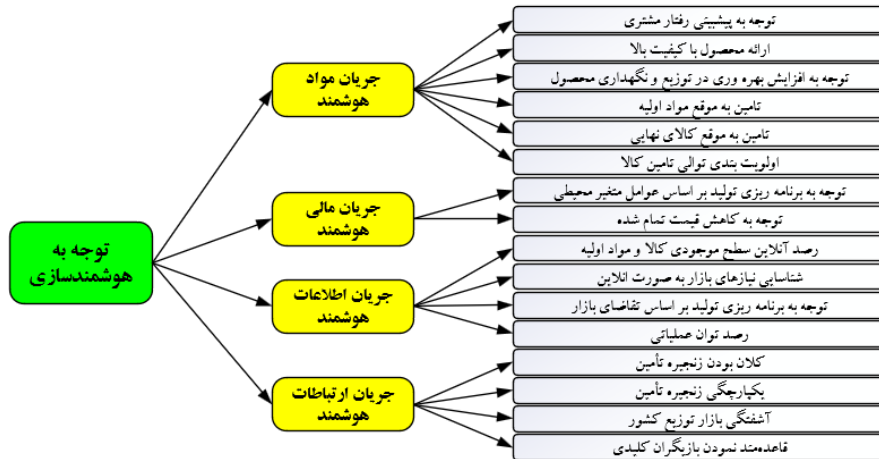 توجه به
هوشمندسازی
جریان مواد
هوشمند
توجه به پیشبینی رفتار مشتری
ارائه محصول با کیفیت بالا
توجه به افزایش بهره وری در توزیع و نگهداری محصول
تامین به موقع مواد اولیه
تامین به موقع کالای نهایی
اولویت بندی توالی تامین کالا
جریان مالی
هوشمند
توجه به برنامه ریزی تولید بر اساس عوامل متغیر محیطی
توجه به کاهش قیمت تمام شده
جریان اطلاعات
هوشمند
رصد آنلاین سطح موجودی کالا و مواد اولیه
شناسایی نیازهای بازار به صورت انلاین
توجه به برنامه ریزی تولید بر اساس تقاضای بازار
رصد توان عملیاتی
جریان ارتباطات
هوشمند
کلان بودن زنجیره تأمین
یکپارچگی زنجیره تأمین
آشفتگی بازار توزیع کشور
قاعده‌مند نمودن بازیگران کلیدی